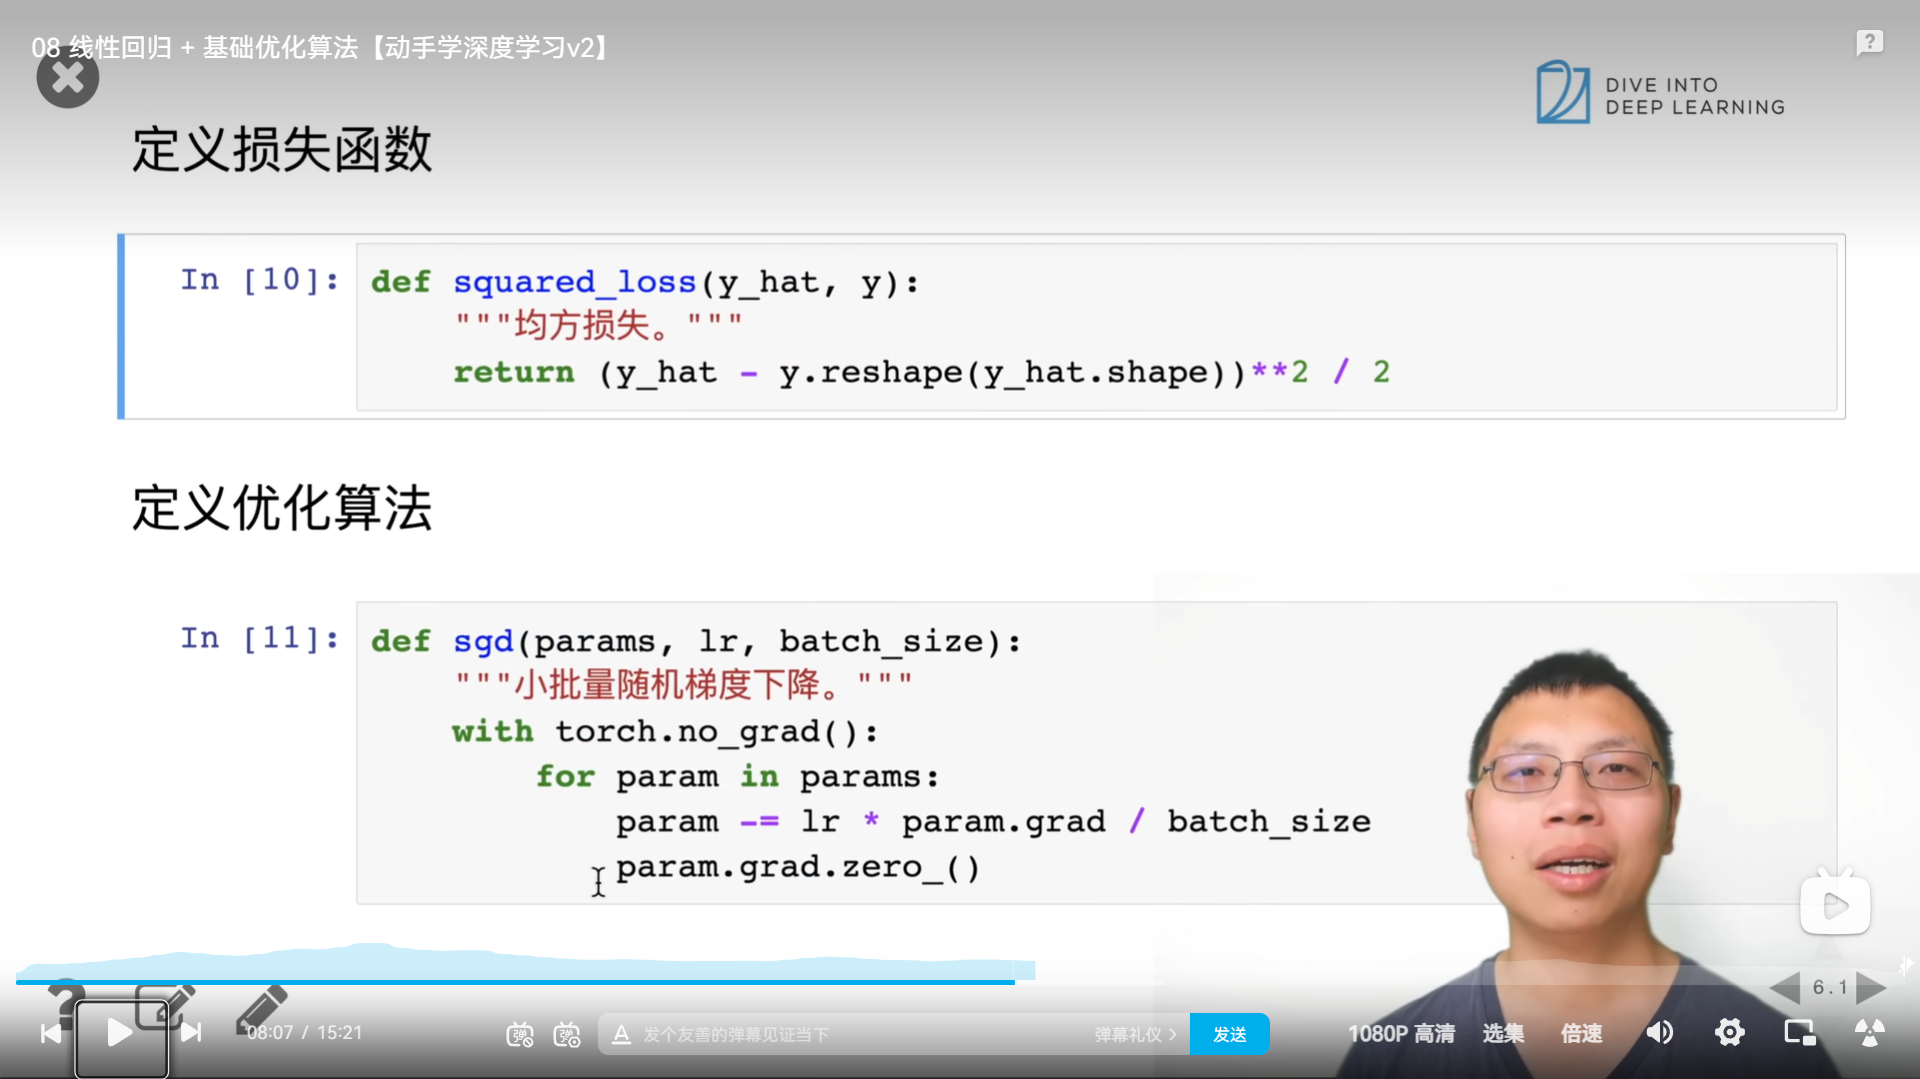 08 线性回归 + 基础优化算法【动手学深度学习v2】
DIVE INTO
DEEP LEARNING
定义损失函数
In [10]:
def squared_loss(y_hat, y):
"""均方损失。"""
return (y_hat - y.reshape(y_hat.shape))**2 / 2
定义优化算法
In [11]:
def sgd(params, lr, batch_size):
"""小批量随机梯度下降。"""
with torch.no_grad():
for param in params:
param -= lr * param.grad / batch_size
param.grad.zero_()
6.1
08:07 / 15:21
弹
弹
A 发个友善的弹幕见证当下
弹幕礼仪 >
发送
1080P 高清
选集
倍速